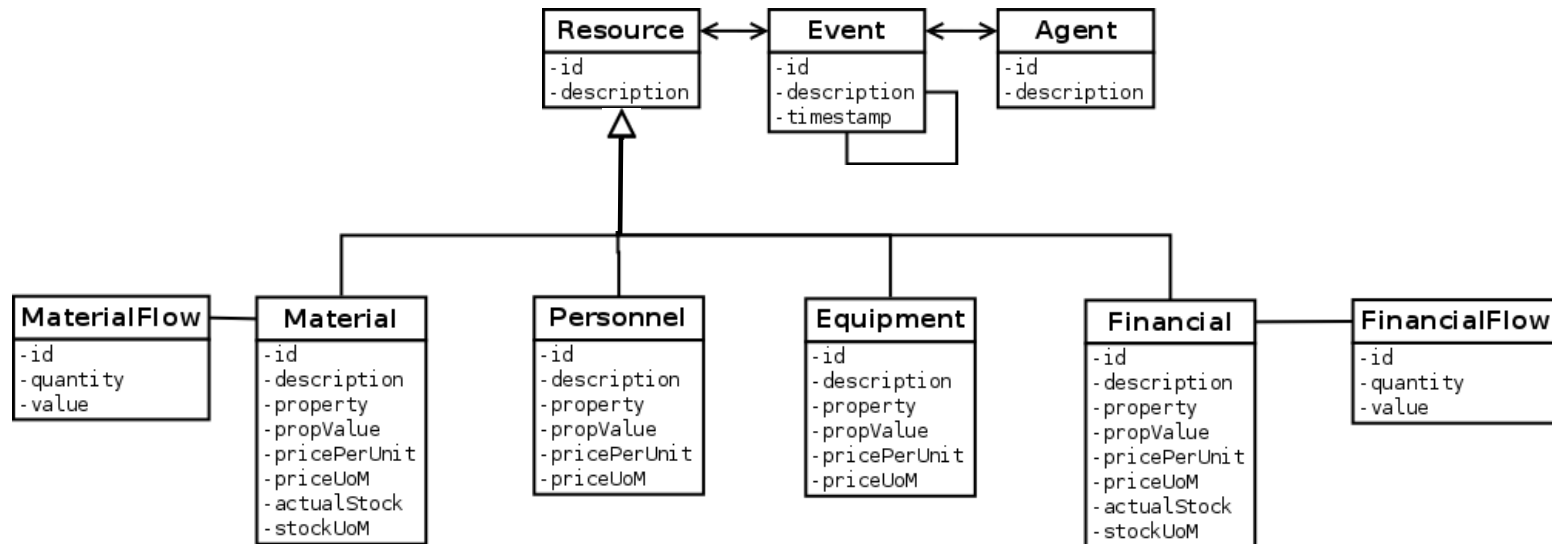 Resource
-id
-description
Event
-id
-description
-timestamp
Agent
-id
-description
MaterialFlow
-id
-quantity
-value
Material
-id
-description
-property
-propValue
-pricePerUnit
-priceUoM
-actualStock
-stockUoM
Personnel
-id
-description
-property
-propValue
-pricePerUnit
-priceUoM
Equipment
-id
-description
-property
-propValue
-pricePerUnit
-priceUoM
Financial
-id
-description
-property
-propValue
-pricePerUnit
-priceUoM
-actualStock
-stockUoM
FinancialFlow
-id
-quantity
-value